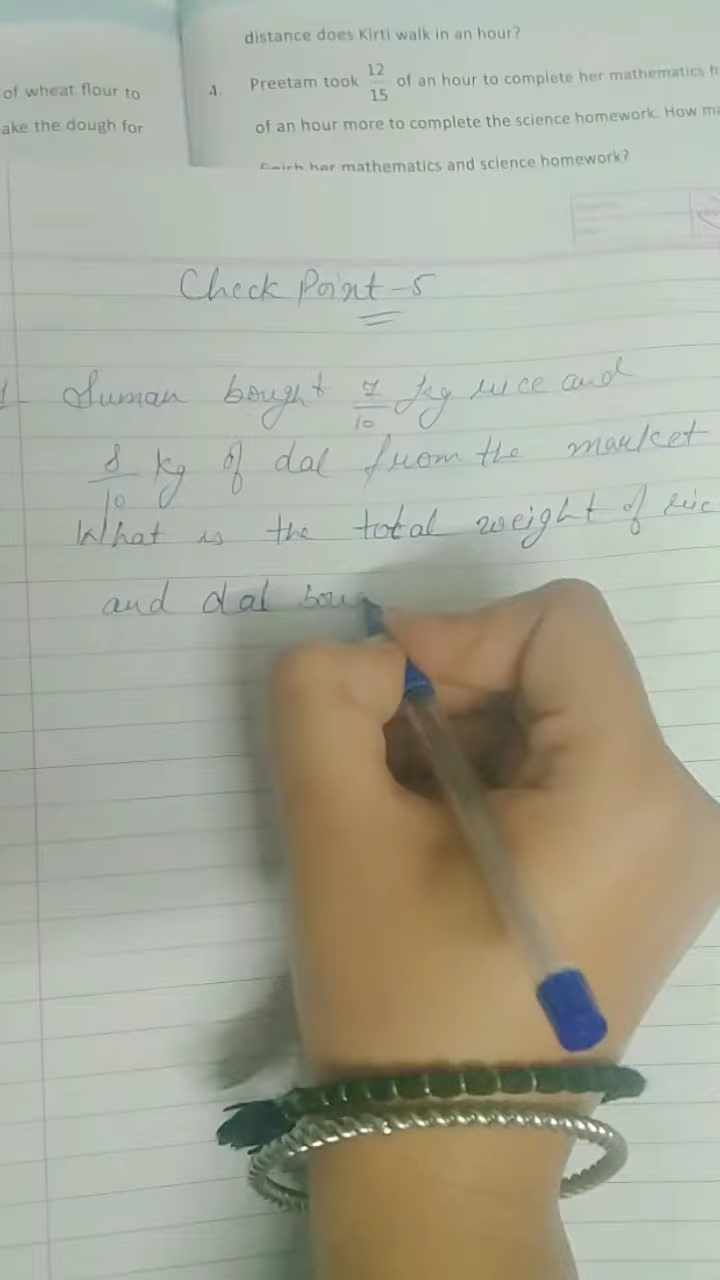 distance does Kirti walk in an hour?
of wheat flour to
ake the dough for
4. Preetam took 12/15 of an hour to complete her mathematics h
of an hour more to complete the science homework. How ma
her mathematics and science homework?
Check Point-5
1 Suman bought 7/10 kg rice and
8/10 kg of dal from the market
What is the total weight of ric
and dal boug